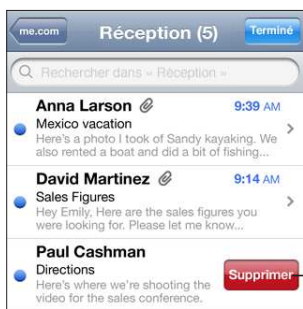 me.com
Réception (5)
Terminé
Rechercher dans « Réception »
Anna Larson
9:39 AM
Mexico vacation
Here's a photo I took of Sandy kayaking. We
also rented a boat and did a bit of fishing...
David Martinez
9:14 AM
Sales Figures
Hey Emily, Here are the sales figures you
were looking for. Please let me know...
Paul Cashman
Directions
Supprimer
Here's where we're shooting the
video for the sales conference.